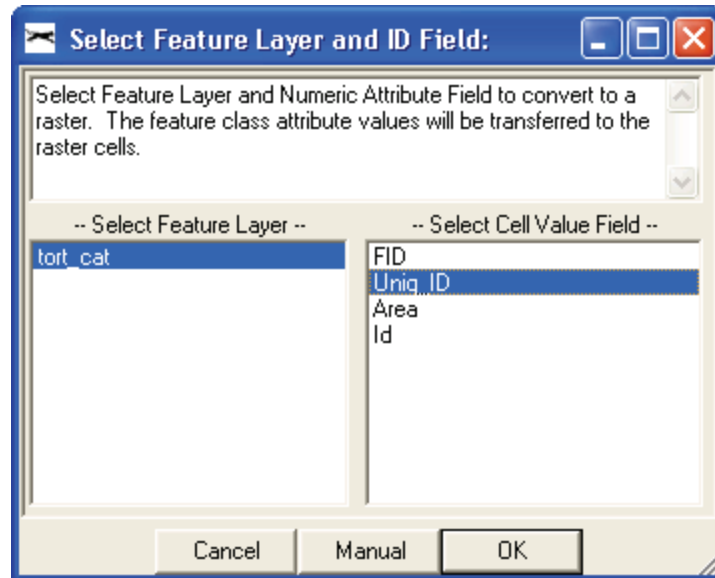 Select Feature Layer and ID Field:
Select Feature Layer and Numeric Attribute Field to convert to a
raster. The feature class attribute values will be transferred to the
raster cells.
-- Select Feature Layer --
tort_cat
-- Select Cell Value Field --
FID
Uniq_ID
Area
Id
Cancel
Manual
OK